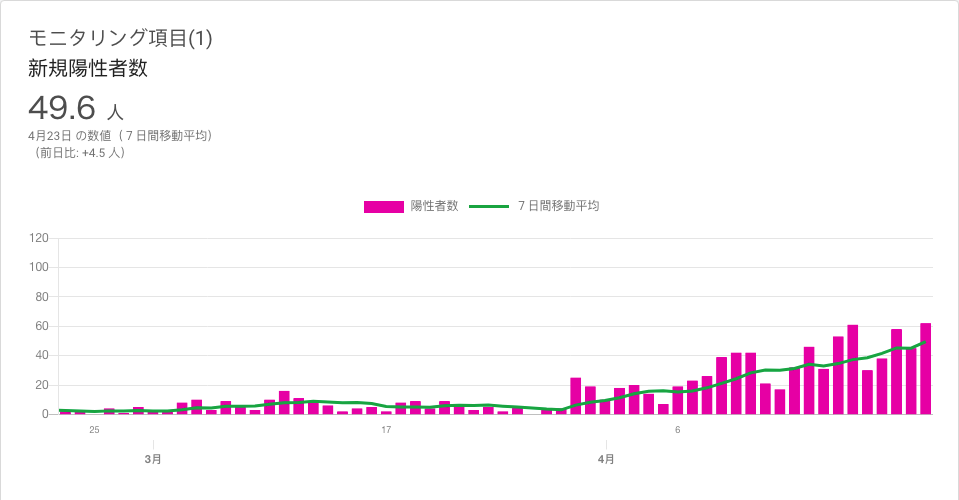 モニタリング項目(1)
新規陽性者数
49.6 人
4月23日 の数値（７日間移動平均）
（前日比: +4.5 人）
陽性者数 ７日間移動平均
120
100
80
60
40
20
0
25 17 6
3月 4月